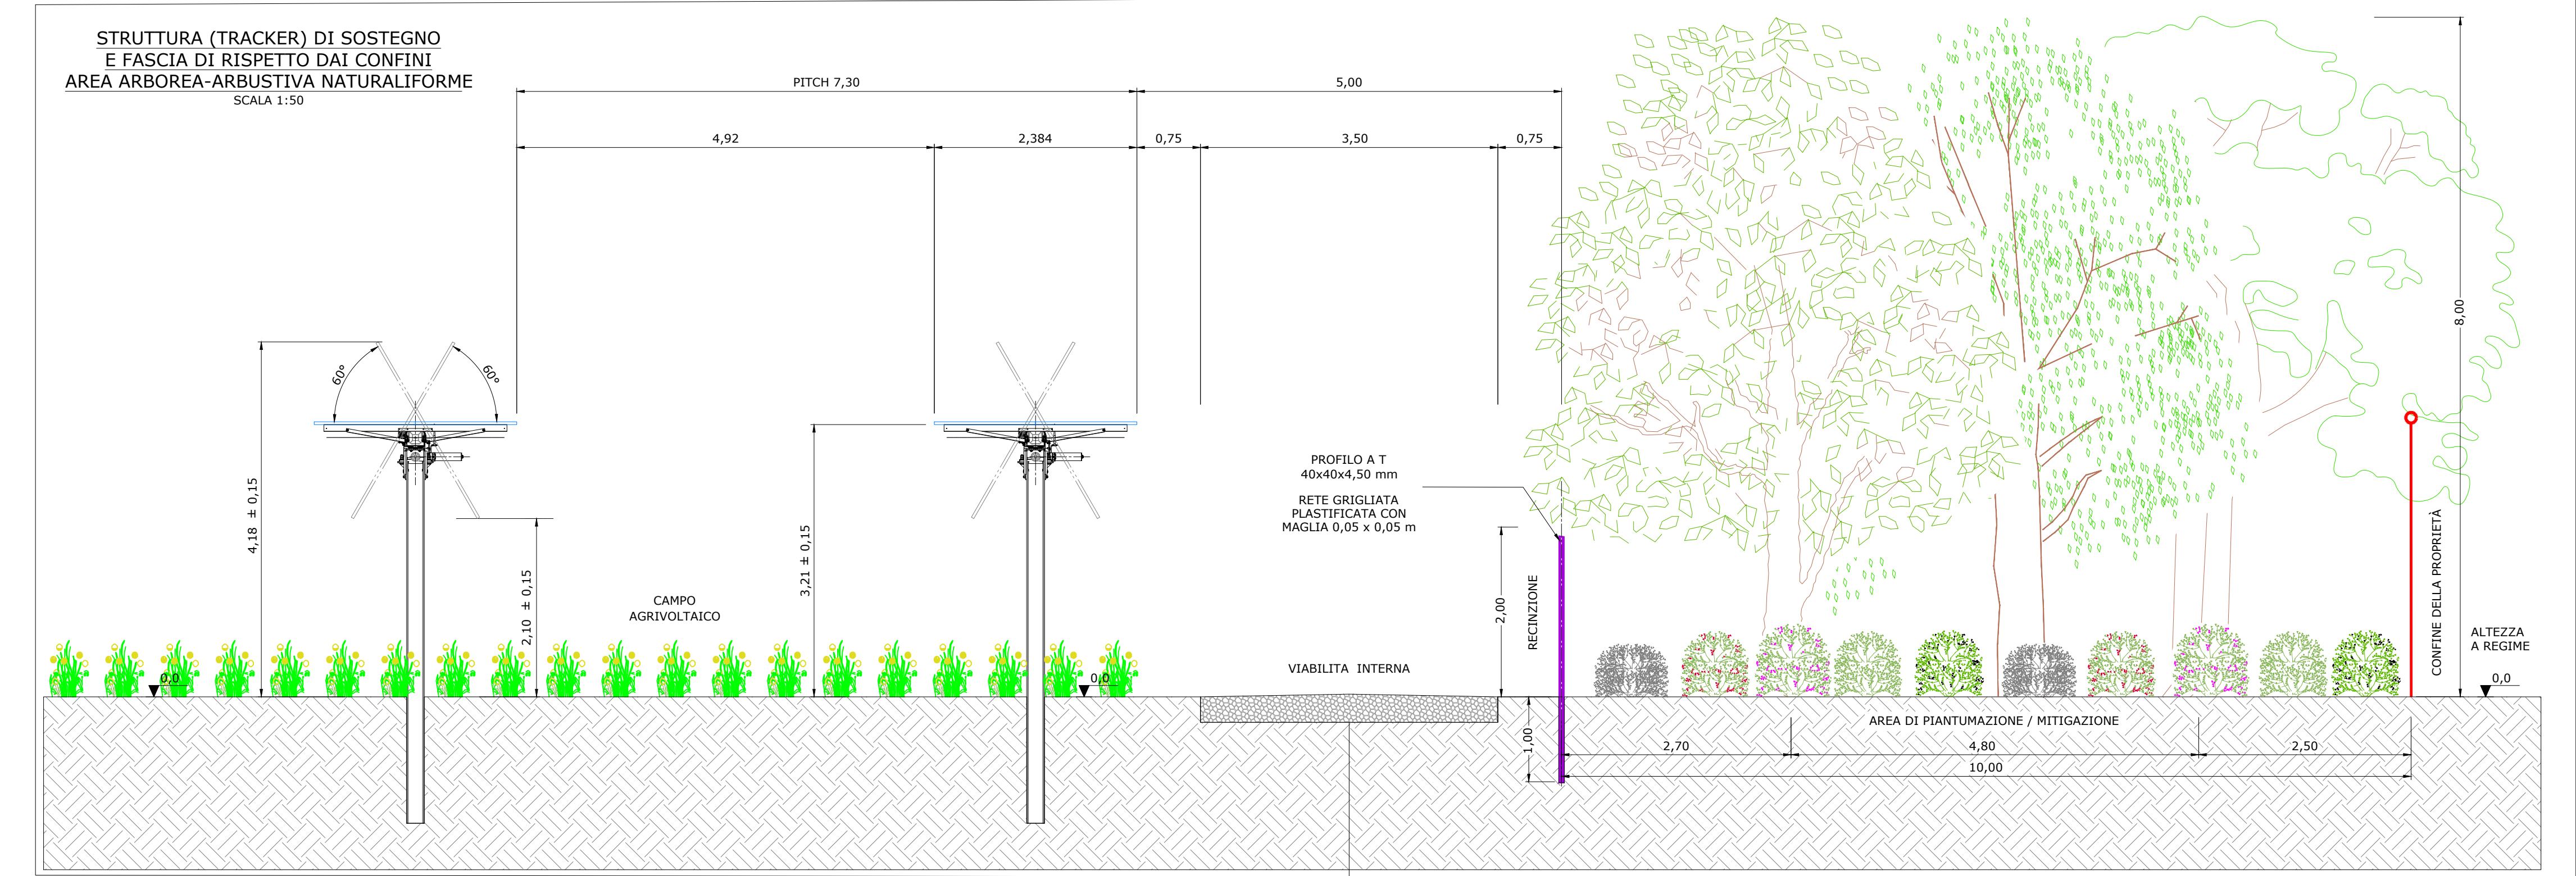 STRUTTURA (TRACKER) DI SOSTEGNO
E FASCIA DI RISPETTO DAI CONFINI
AREA ARBOREA-ARBUSTIVA NATURALIFORME
SCALA 1:50
PITCH 7,30
5,00
4,92
2,384
0,75
3,50
0,75
8,00
60°
60°
4,18 ± 0,15
2,10 ± 0,15
3,21 ± 0,15
CAMPO
AGRIVOLTAICO
PROFILO A T
40x40x4,50 mm
RETE GRIGLIATA
PLASTIFICATA CON
MAGLIA 0,05 x 0,05 m
2,00
RECINZIONE
VIABILITA INTERNA
CONFINE DELLA PROPRIETÀ
ALTEZZA
A REGIME
0,0
0,0
0,0
1,00
AREA DI PIANTUMAZIONE / MITIGAZIONE
2,70
4,80
2,50
10,00